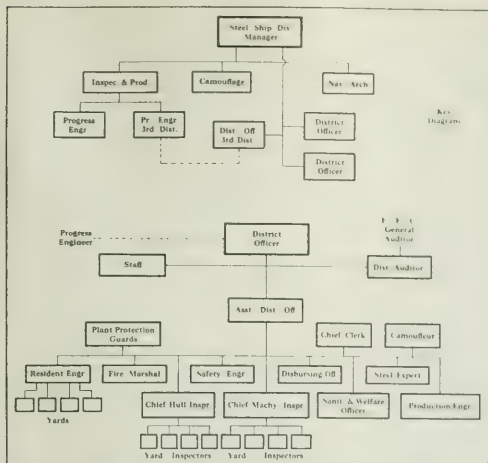 Steel Ship Div
Manager
Inspec & Prod
Camouflage
Nav Arch
Progress
Engr
Pr Engr
3rd Dist.
Dist Off
3rd Dist
District
Officer
Key
Diagram
District
Officer
Progress
Engineer
District
Officer
General
Auditor
Staff
Dist Auditor
Asst Dist Off
Plant Protection
Guards
Chief Clerk
Camoufleur
Resident Engr
Fire Marshal
Safety Engr
Disbursing Off
Steel Expert
Chief Hull Inspr
Chief Machy Inspr
Sanit & Welfare
Officer
Production Engr
Yards
Yard Inspectors
Yard Inspectors